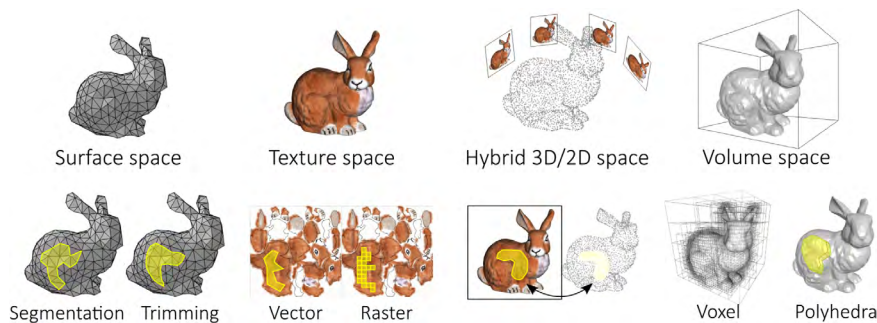 Surface space
Texture space
Hybrid 3D/2D space
Volume space
Segmentation
Trimming
Vector
Raster
Voxel
Polyhedra